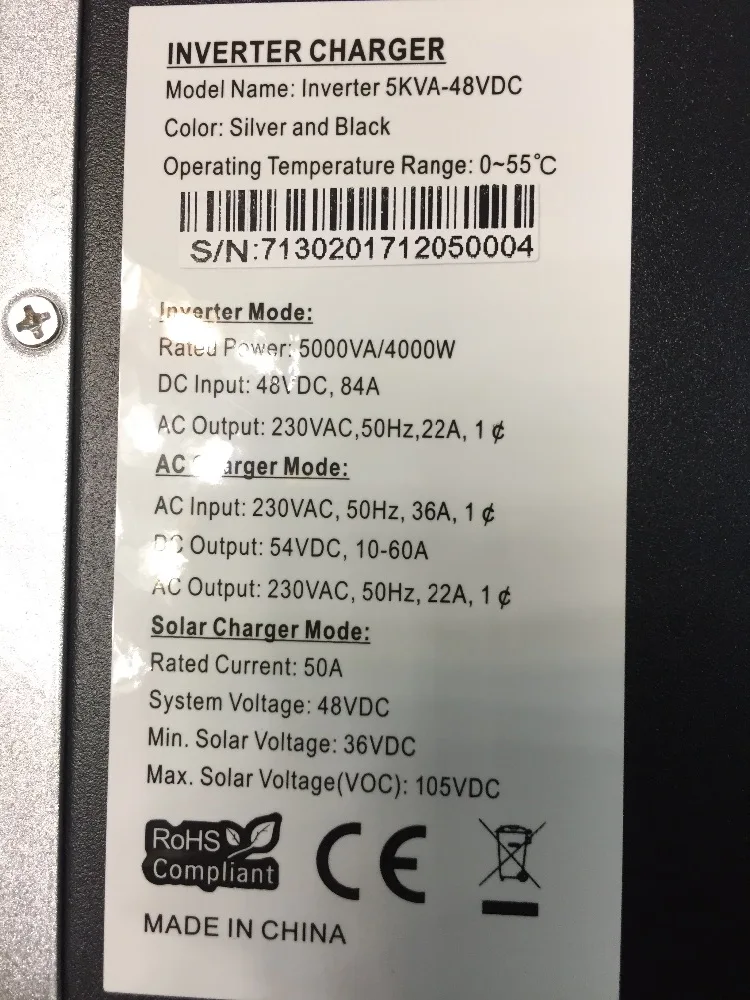 INVERTER CHARGER
Model Name: Inverter 5KVA-48VDC
Color: Silver and Black
Operating Temperature Range: 0~55℃
S/N:7130201712050004
Inverter Mode:
Rated Power: 5000VA/4000W
DC Input: 48VDC, 84A
AC Output: 230VAC,50Hz,22A, 1 ¢
AC Charger Mode:
AC Input: 230VAC, 50Hz, 36A, 1 ¢
DC Output: 54VDC, 10-60A
AC Output: 230VAC, 50Hz, 22A, 1 ¢
Solar Charger Mode:
Rated Current: 50A
System Voltage: 48VDC
Min. Solar Voltage: 36VDC
Max. Solar Voltage(VOC): 105VDC
RoHS
Compliant
CE
MADE IN CHINA